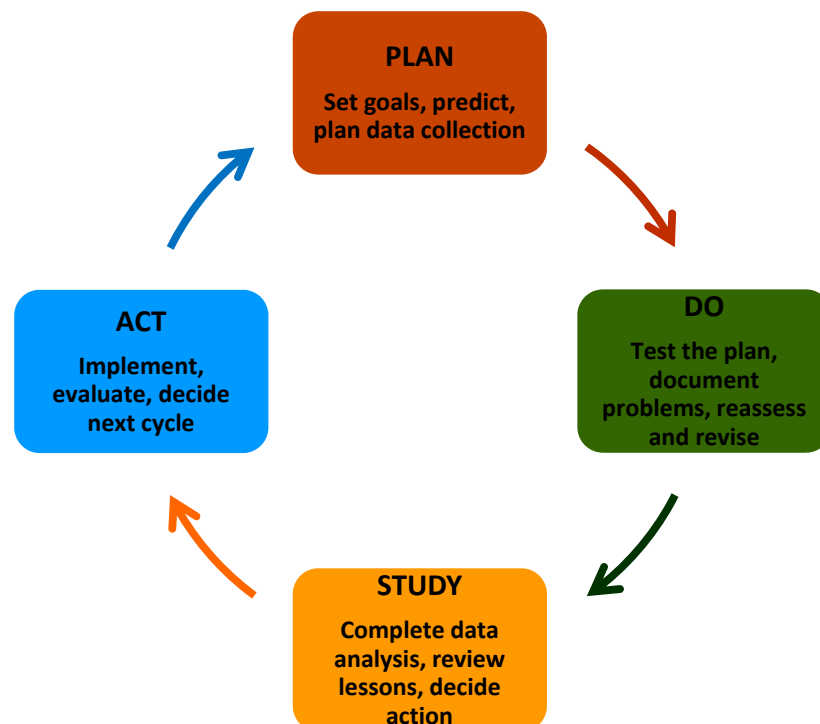 PLAN
Set goals, predict,
plan data collection
DO
Test the plan,
document
problems, reassess
and revise
STUDY
Complete data
analysis, review
lessons, decide
action
ACT
Implement,
evaluate, decide
next cycle